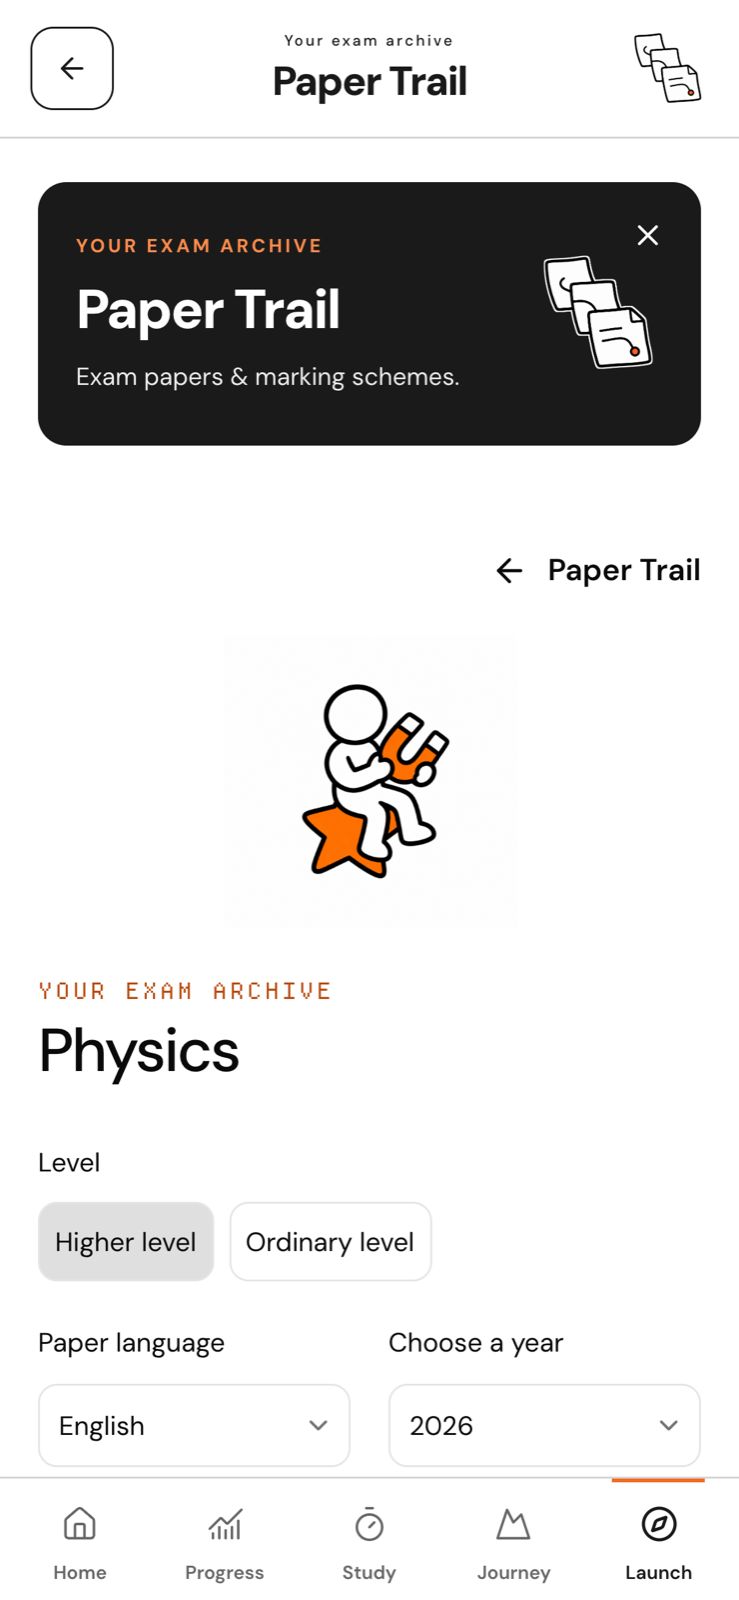 Your exam archive
Paper Trail
YOUR EXAM ARCHIVE
Paper Trail
Exam papers & marking schemes.
Paper Trail
YOUR EXAM ARCHIVE
Physics
Level
Higher level
Ordinary level
Paper language
Choose a year
English
2026
Home
Progress
Study
Journey
Launch